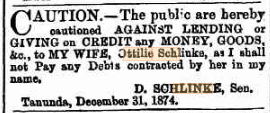 CAUTION.—The public are hereby
cautioned AGAINST LENDING or
GIVING on CREDIT any MONEY, GOODS,
&c., to MY WIFE, Ottilie Schlinke, as I shall
not Pay any Debts contracted by her in my
name.
D. SCHLINKE, Sen.
Tanunda, December 31, 1874.